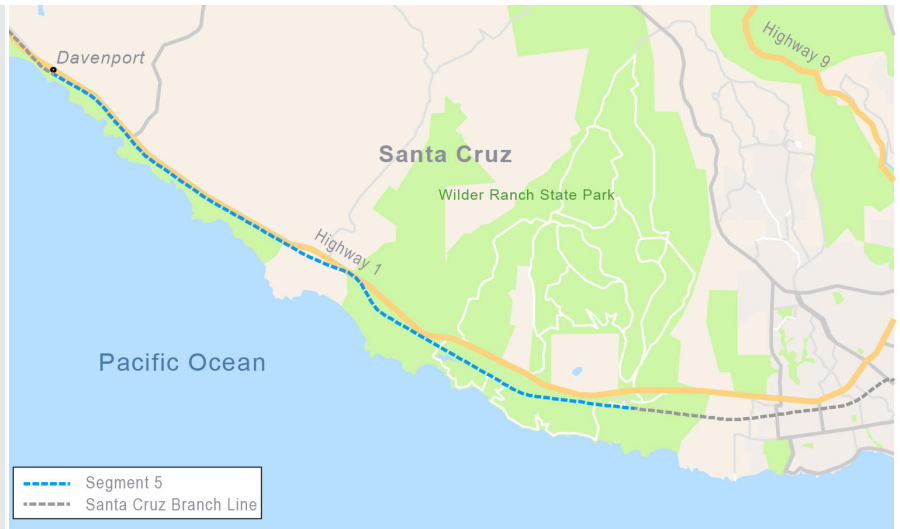 Davenport
Highway 9
Santa Cruz
Wilder Ranch State Park
Highway 1
Pacific Ocean
Segment 5
Santa Cruz Branch Line